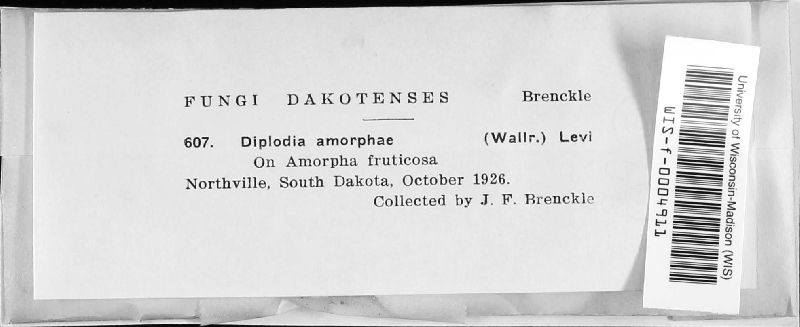 FUNGI DAKOTENSES Brenckle
607. Diplodia amorphae (Wallr.) Levi
On Amorpha fruticosa
Northville, South Dakota, October 1926.
Collected by J. F. Brenckle
University of Wisconsin-Madison (WIS)
WIS-f-0004911